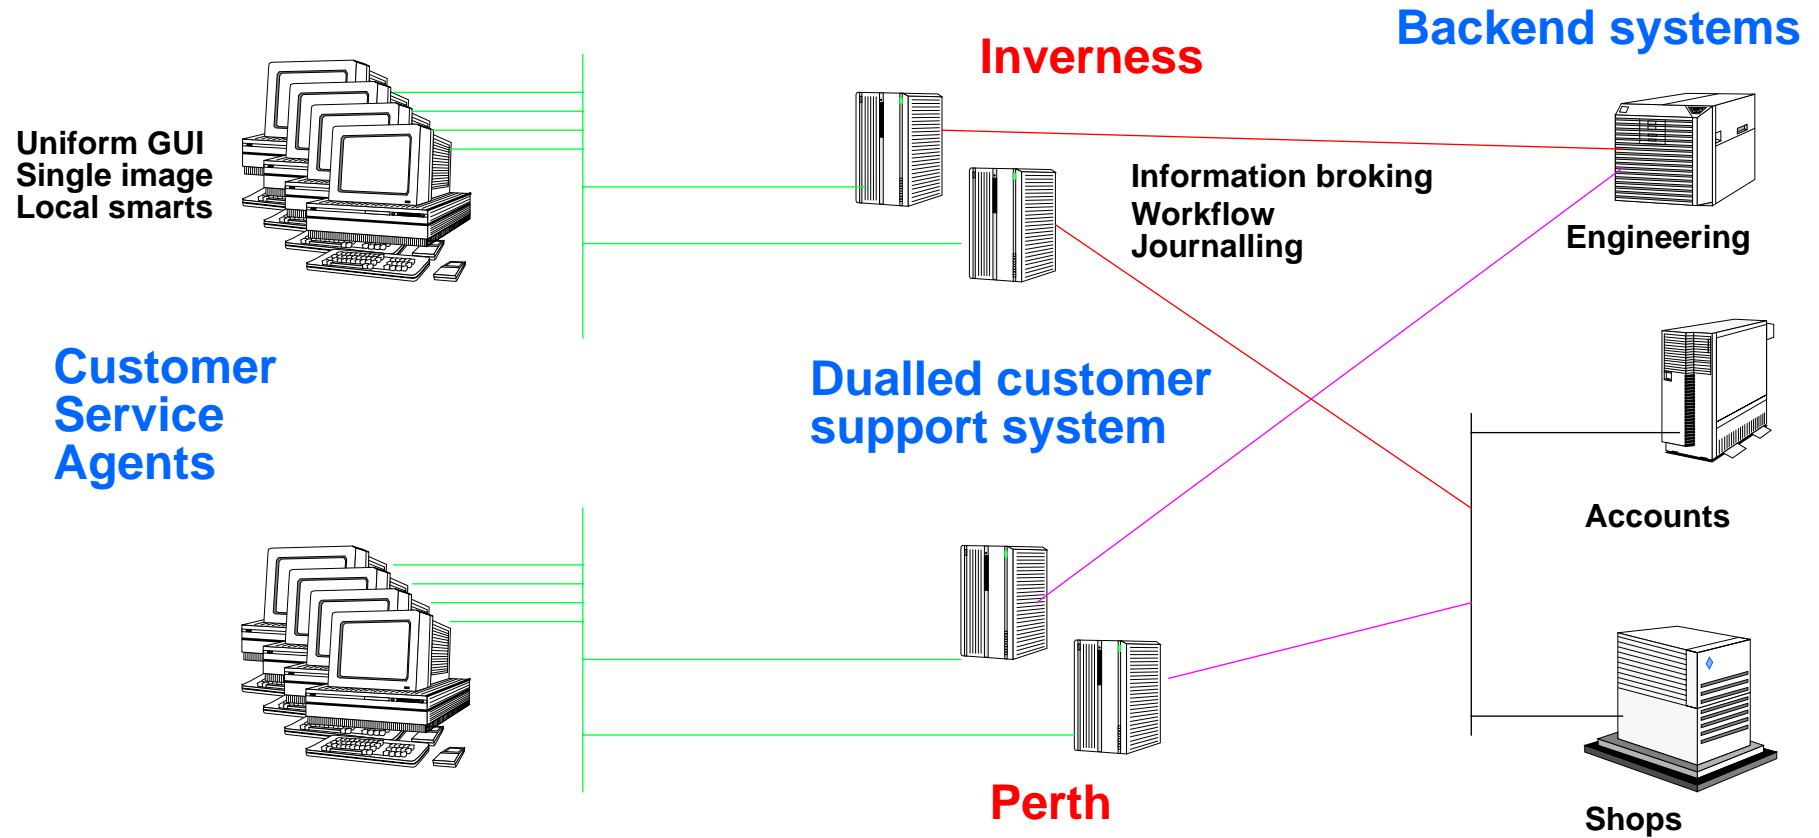 Backend systems
Inverness
Uniform GUI
Single image
Local smarts
Information broking
Workflow
Journalling
Engineering
Customer
Service
Agents
Dualled customer
support system
Accounts
Perth
Shops